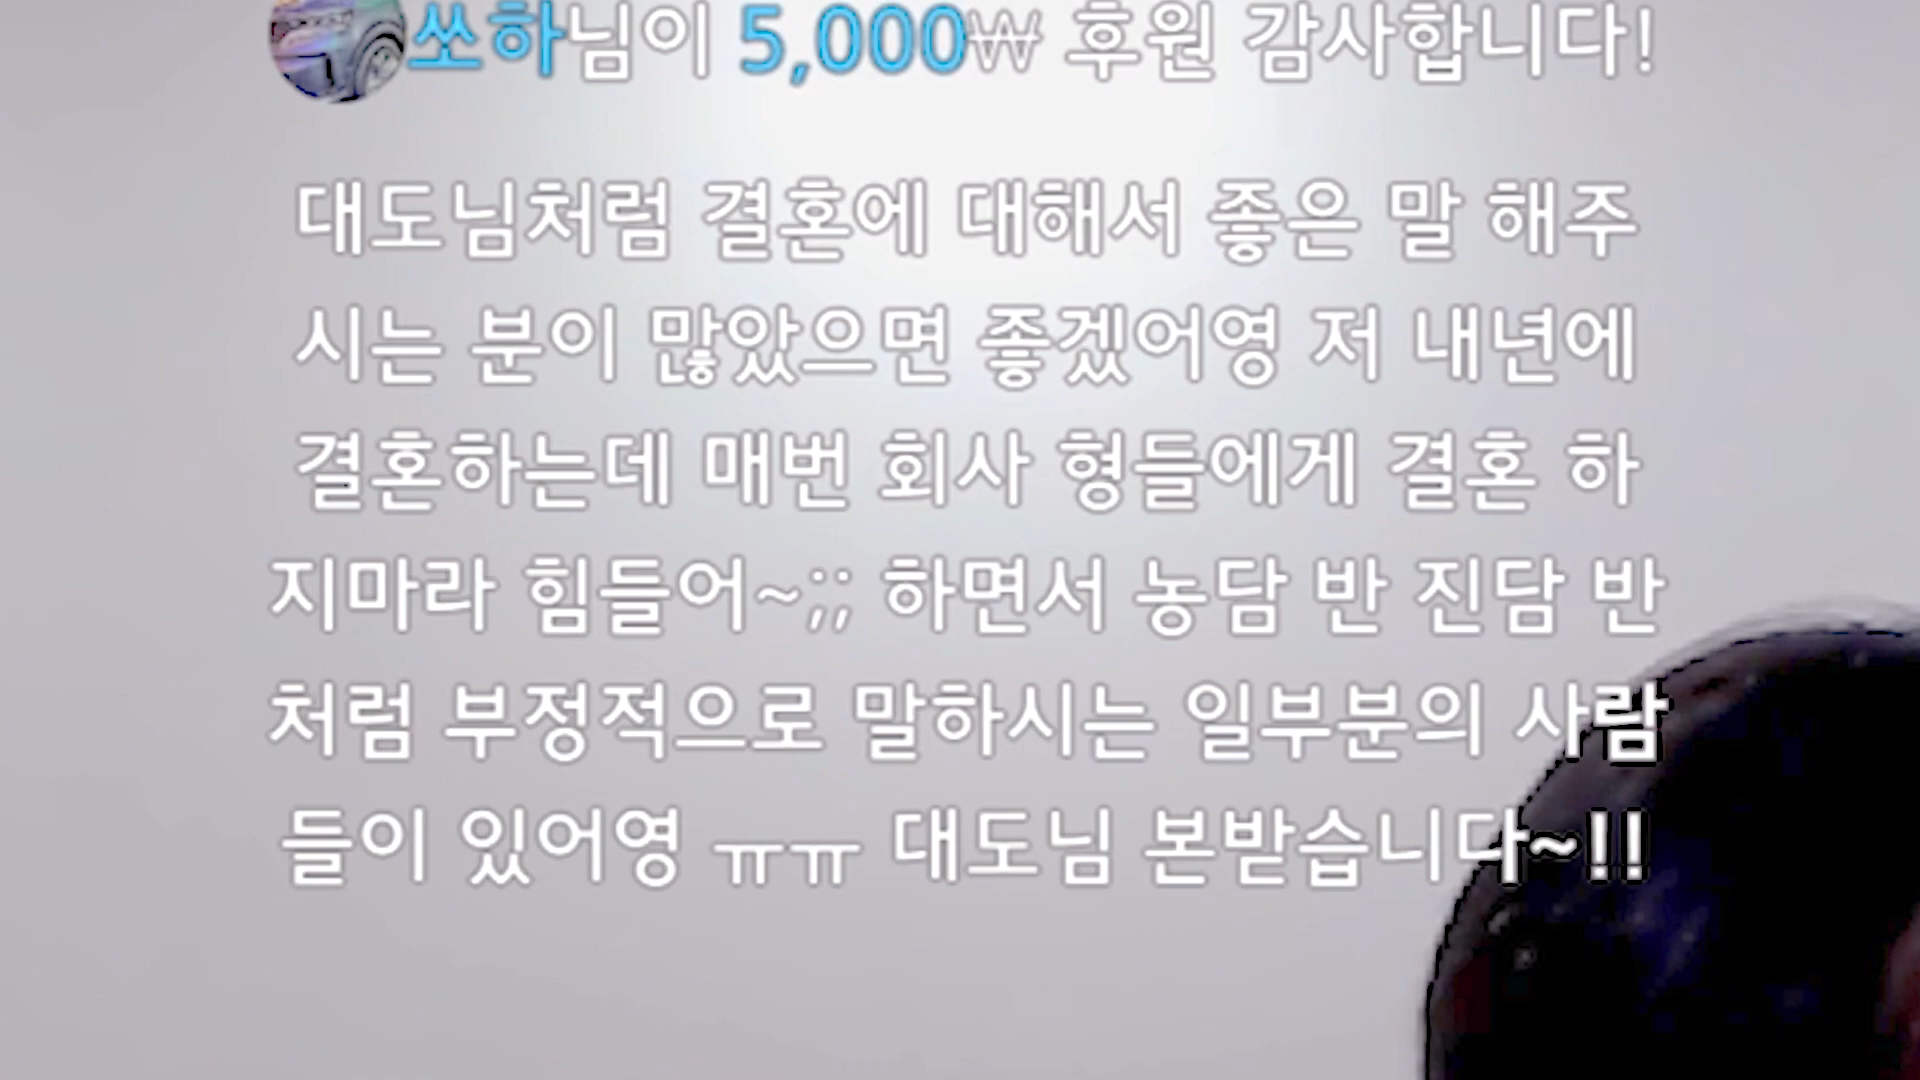 쏘하님이 5,000₩ 후원 감사합니다!
대도님처럼 결혼에 대해서 좋은 말 해주
시는 분이 많았으면 좋겠어영 저 내년에
결혼하는데 매번 회사 형들에게 결혼 하
지마라 힘들어~;; 하면서 농담 반 진담 반
처럼 부정적으로 말하시는 일부분의 사람
들이 있어영 ㅠㅠ 대도님 본받습니다~!!